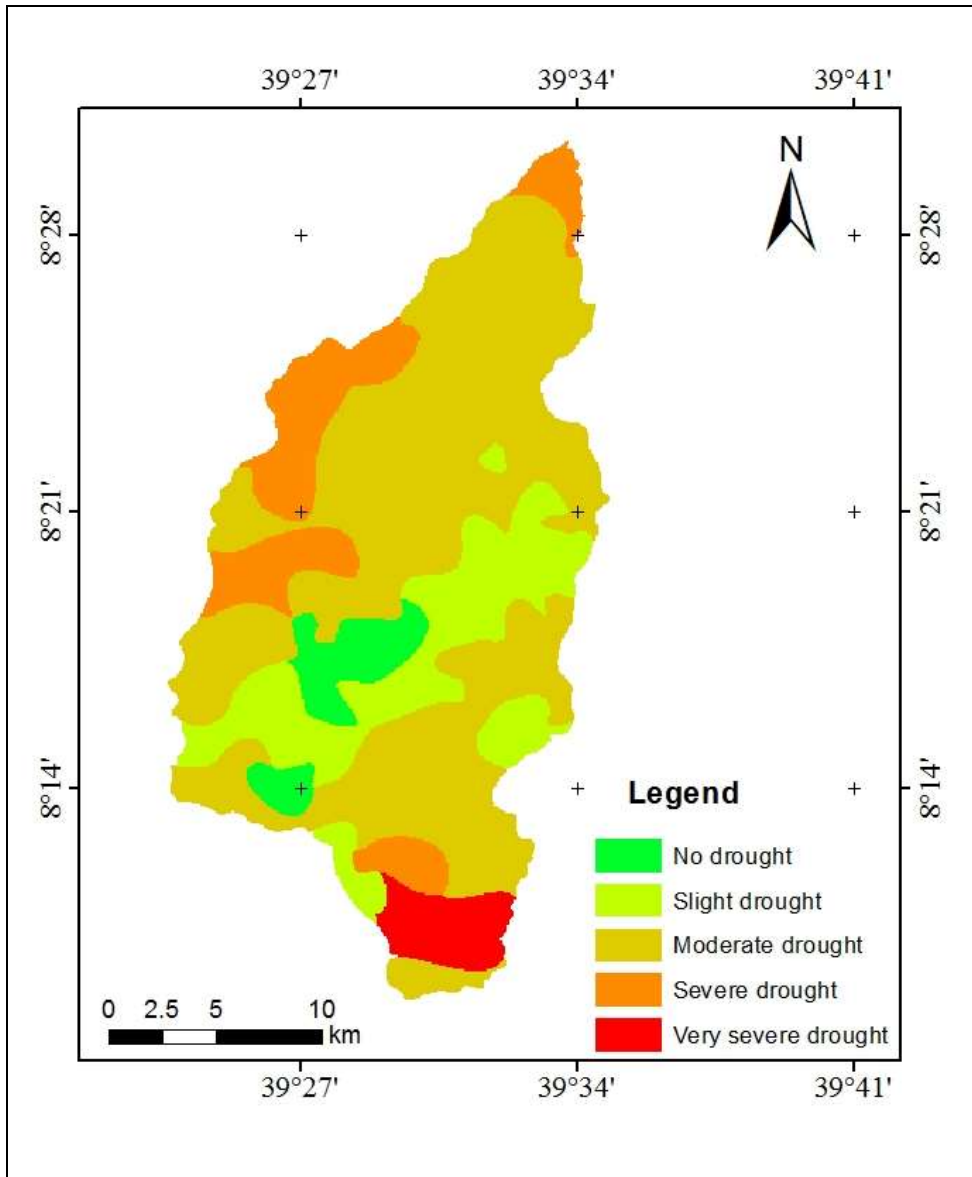 39°27' 39°34' 39°41'
N
8°28' 8°28'
8°21' 8°21'
8°14' 8°14'
Legend
No drought
Slight drought
Moderate drought
Severe drought
Very severe drought
0 2.5 5 10
km
39°27' 39°34' 39°41'